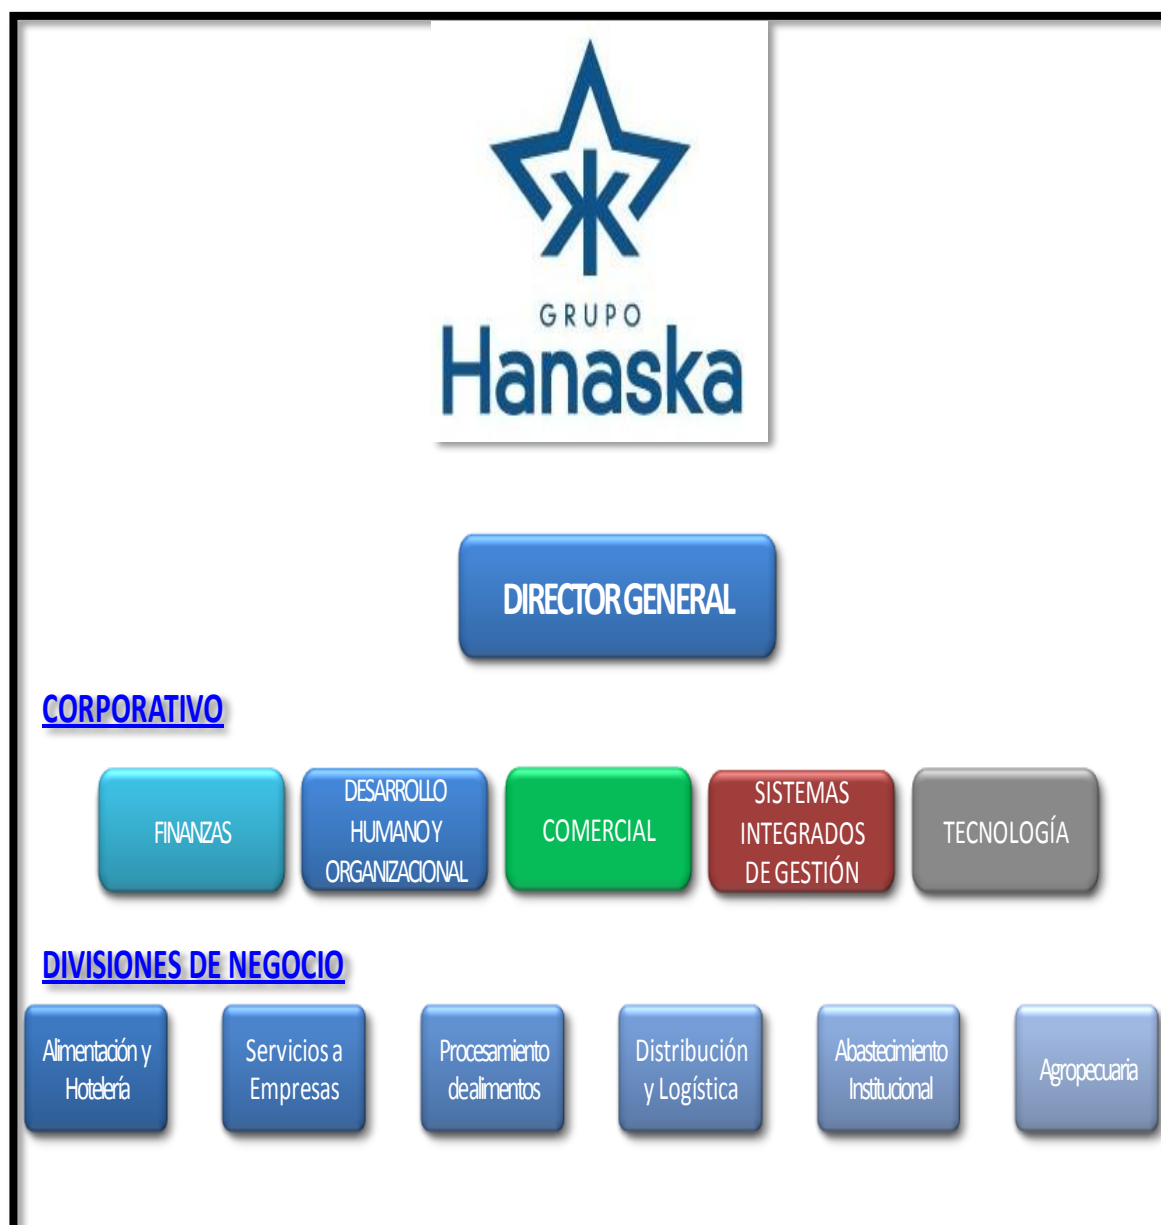 GRUPO
Hanaska
DIRECTOR GENERAL
CORPORATIVO
FINANZAS
DESARROLLO
HUMANO Y
ORGANIZACIONAL
COMERCIAL
SISTEMAS
INTEGRADOS
DE GESTIÓN
TECNOLOGÍA
DIVISIONES DE NEGOCIO
Alimentación y
Hotelería
Servicios a
Empresas
Procesamiento
de alimentos
Distribución
y Logística
Abastecimiento
Institucional
Agropecuaria